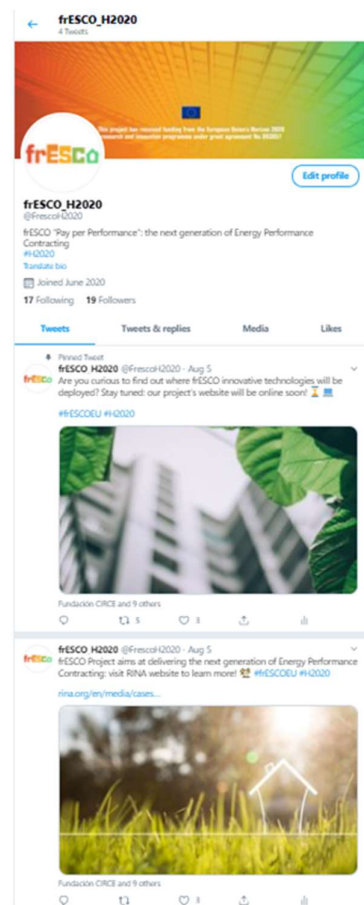 frESCO_H2020
4 Tweets
This project has received funding from the European Union's Horizon 2020
research and innovation programme under grant agreement No
frESCO
Edit profile
frESCO_H2020
@FrescoH2020
frESCO "Pay per Performance": the next generation of Energy Performance
Contracting
#H2020
Translate bio
Joined June 2020
17 Following 19 Followers
Tweets Tweets & replies Media Likes
Pinned Tweet
frESCO_H2020 @FrescoH2020 · Aug 5
frESCO
Are you curious to find out where frESCO innovative technologies will be
deployed? Stay tuned: our project's website will be online soon!
#frESCOEU #H2020
Fundación CIRCE and 9 others
5 3
frESCO_H2020 @FrescoH2020 · Aug 5
frESCO
frESCO Project aims at delivering the next generation of Energy Performance
Contracting: visit RINA website to learn more! #frESCOEU #H2020
rina.org/en/media/cases...
Fundación CIRCE and 9 others
3